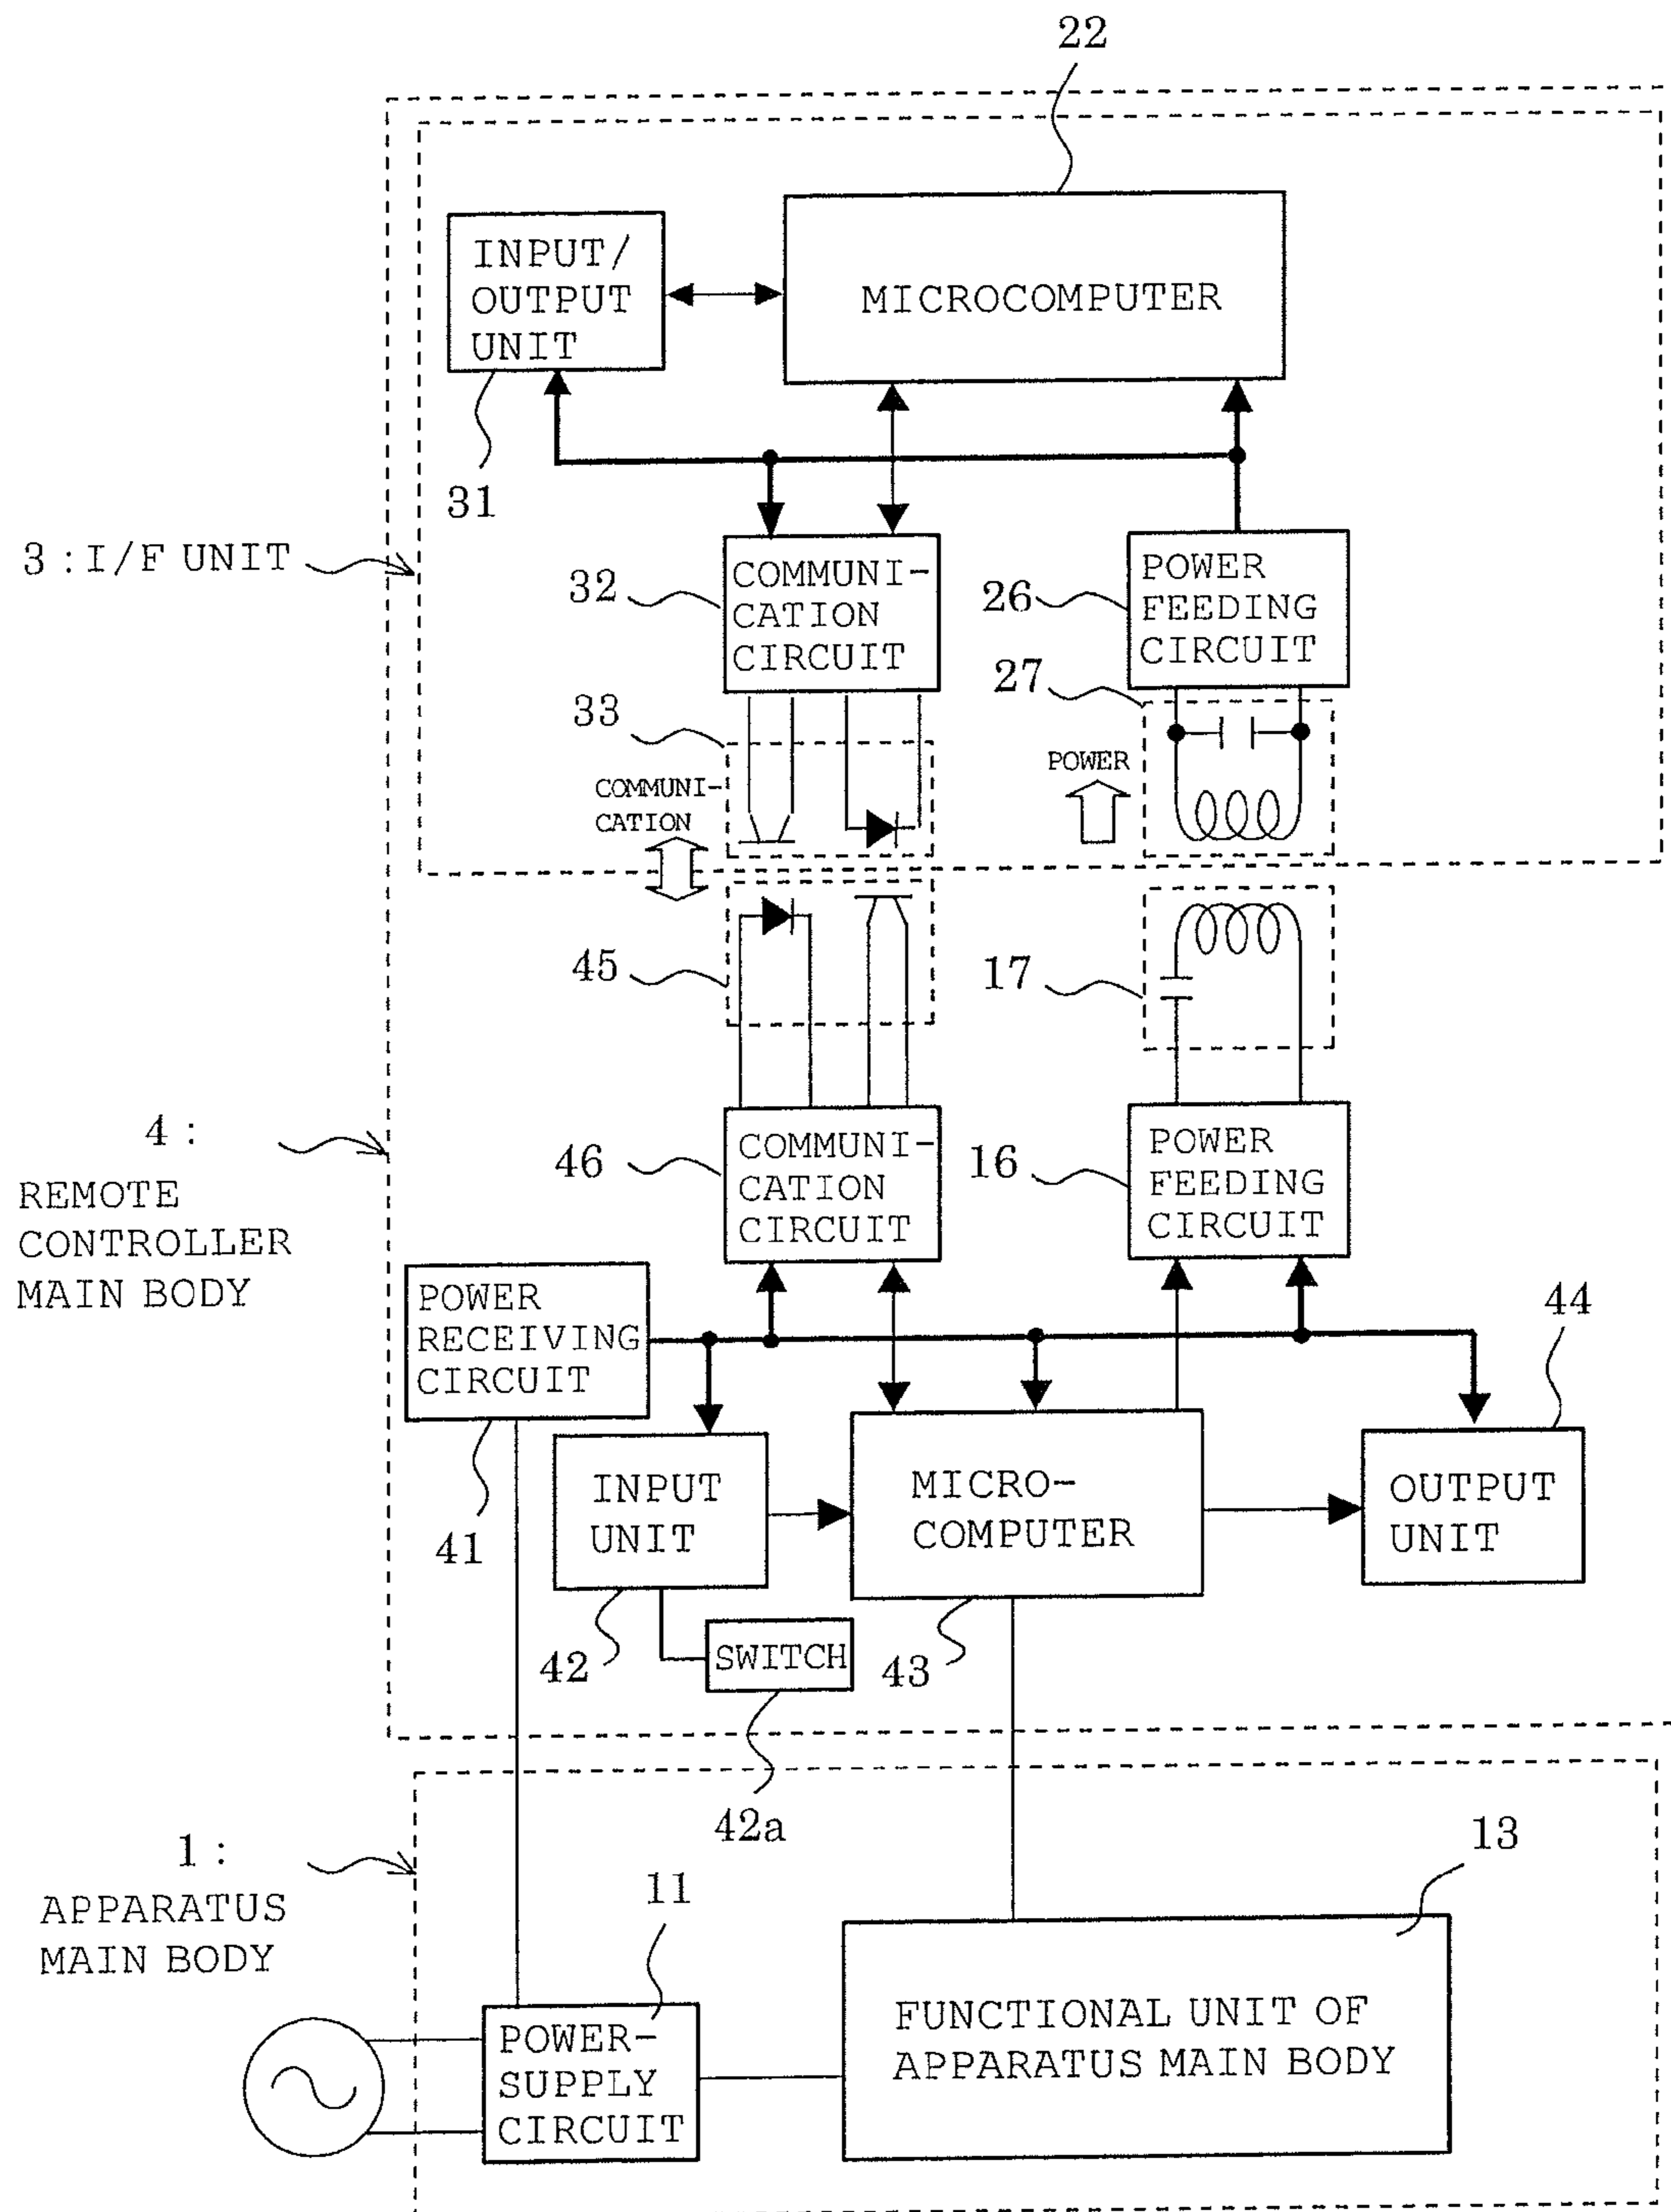 22
INPUT/
OUTPUT
UNIT
MICROCOMPUTER
31
3 : I/F UNIT
32
COMMUNI-
CATION
CIRCUIT
26
POWER
FEEDING
CIRCUIT
27
33
POWER
COMMUNI-
CATION
45
17
4 :
REMOTE
CONTROLLER
MAIN BODY
46
COMMUNI-
CATION
CIRCUIT
16
POWER
FEEDING
CIRCUIT
POWER
RECEIVING
CIRCUIT
44
41
INPUT
UNIT
MICRO-
COMPUTER
OUTPUT
UNIT
42
SWITCH
43
42a
1 :
APPARATUS
MAIN BODY
11
13
POWER-
SUPPLY
CIRCUIT
FUNCTIONAL UNIT OF
APPARATUS MAIN BODY